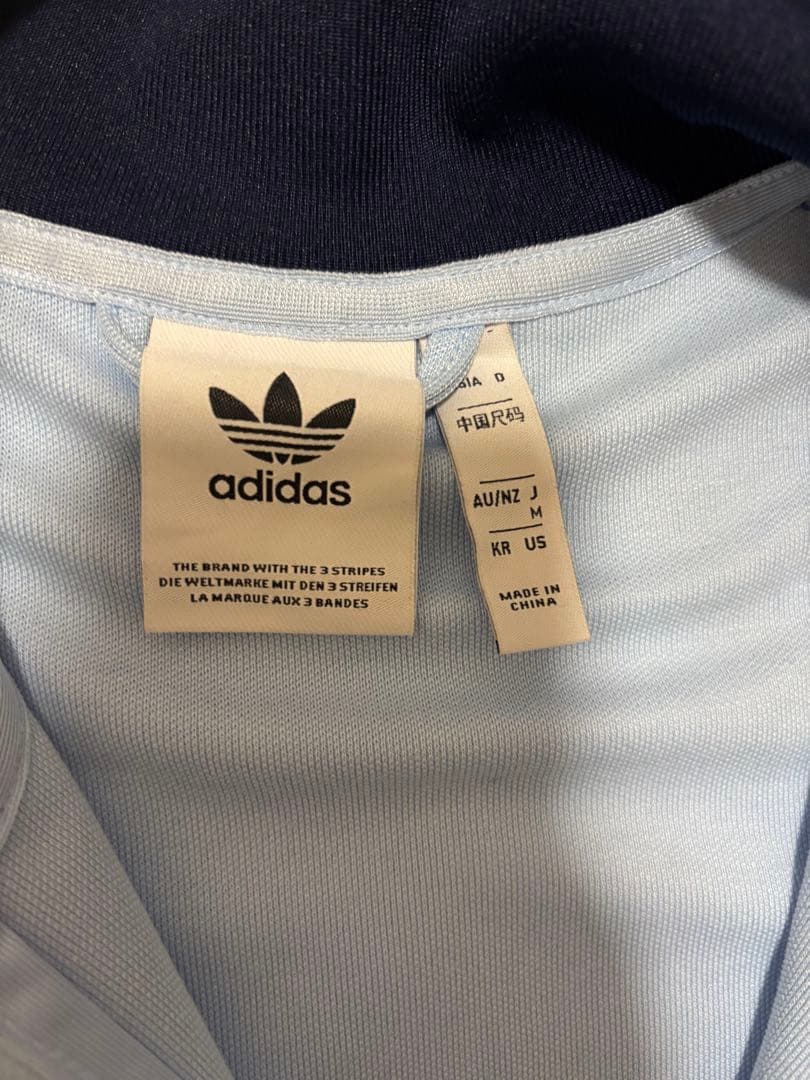 adidas
THE BRAND WITH THE 3 STRIPES
DIE WELTMARKE MIT DEN 3 STREIFEN
LA MARQUE AUX 3 BANDES
D
中国尺码
AU/NZ J
M
KR US
MADE IN
CHINA